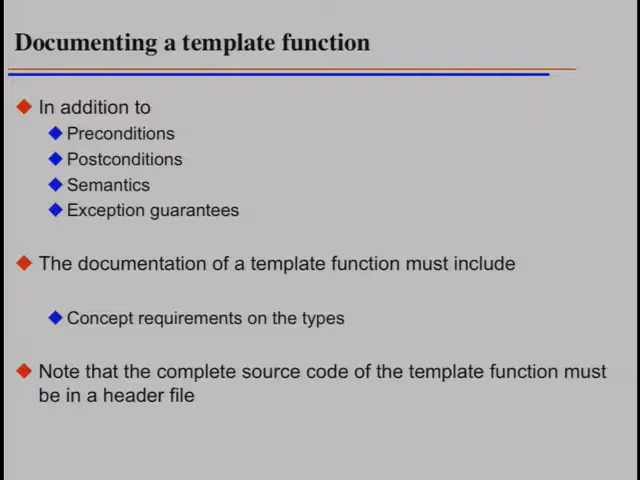 Documenting a template function
In addition to
Preconditions
Postconditions
Semantics
Exception guarantees
The documentation of a template function must include
Concept requirements on the types
Note that the complete source code of the template function must
be in a header file